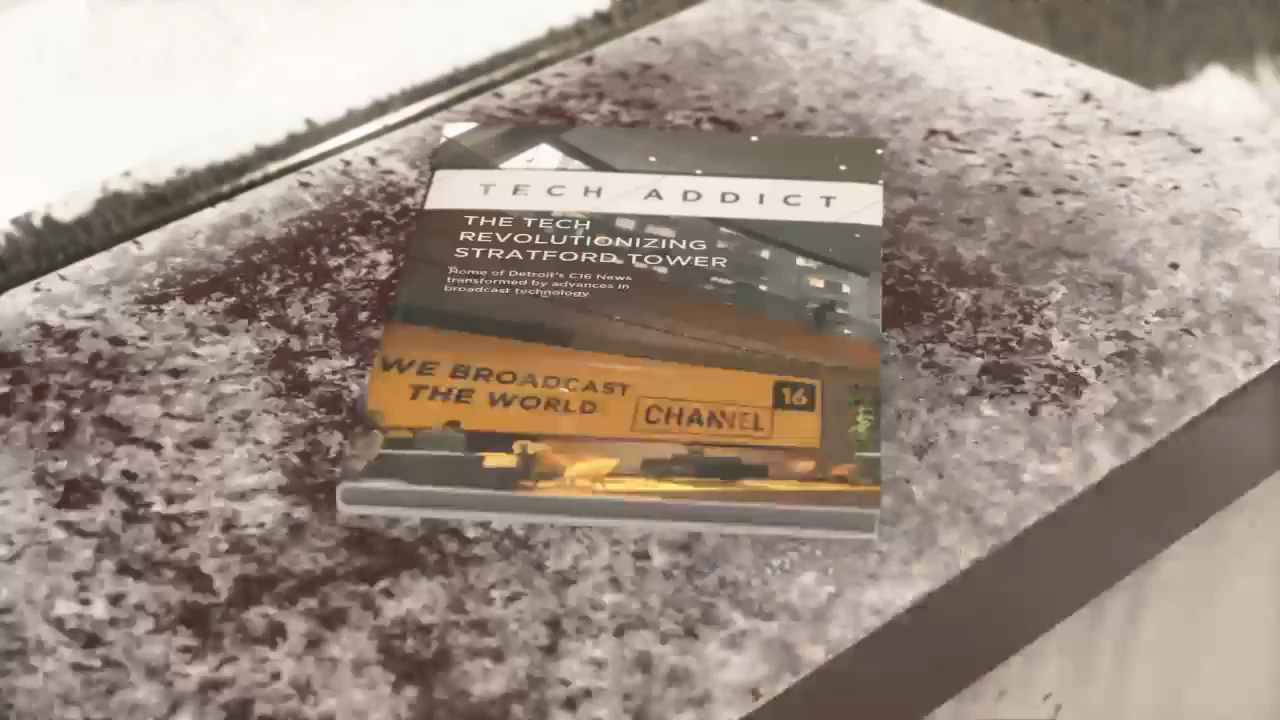 TECH ADDICT
THE TECH
REVOLUTIONIZING
STRATFORD TOWER
Home of Detroit's C16 News
transformed by advances in
broadcast technology
WE BROADCAST
THE WORLD
CHANNEL
16